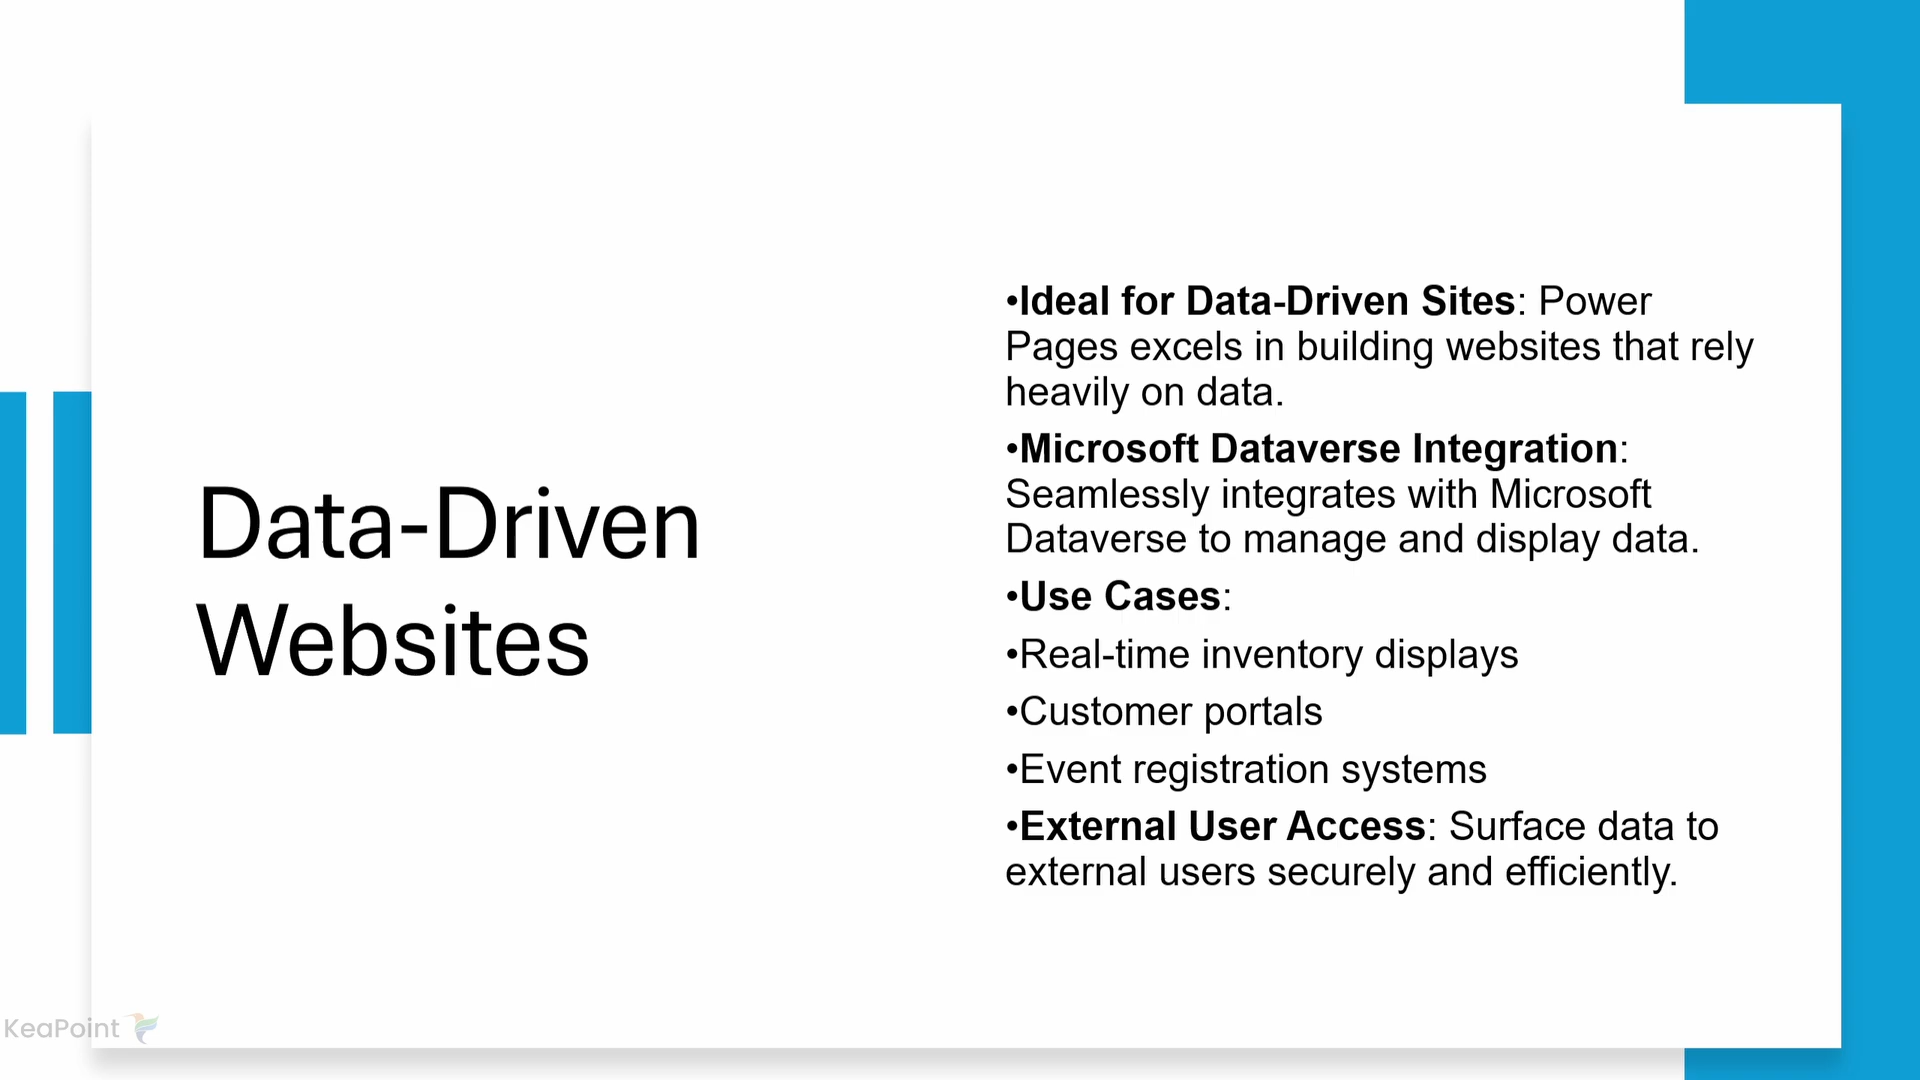 Data-Driven
Websites
•Ideal for Data-Driven Sites: Power
Pages excels in building websites that rely
heavily on data.
•Microsoft Dataverse Integration:
Seamlessly integrates with Microsoft
Dataverse to manage and display data.
•Use Cases:
•Real-time inventory displays
•Customer portals
•Event registration systems
•External User Access: Surface data to
external users securely and efficiently.
KeaPoint